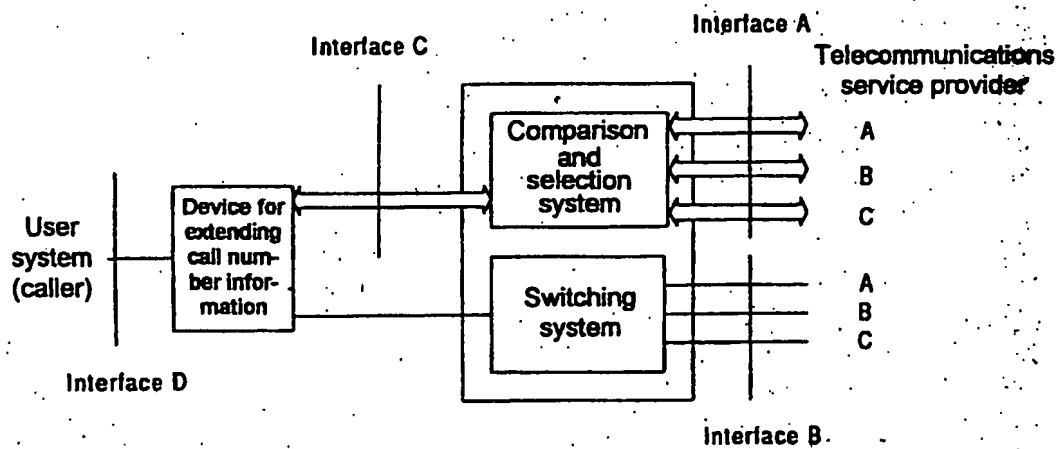 Interface C
Interface A
Telecommunications
service provider
Comparison
and
selection
system
A
B
C
User
system
(caller)
Device for
extending
call num-
ber infor-
mation
Switching
system
A
B
C
Interface D
Interface B